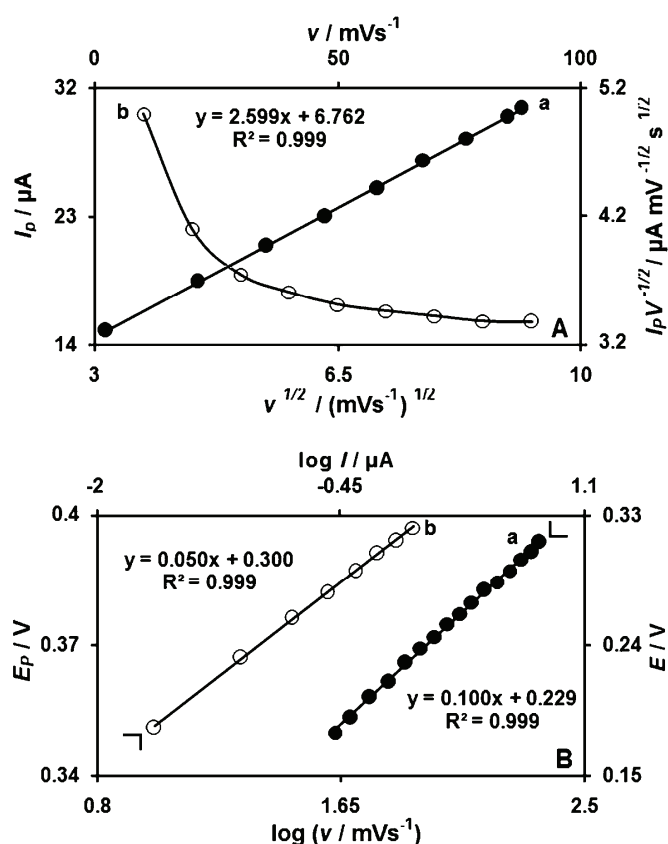 v / mVs⁻¹
0 50 100
32 5.2
b y = 2.599x + 6.762 a
R² = 0.999
I_p / µA
23 4.2
I_PV⁻¹/² / µA mV⁻¹/² s¹/²
A
14 3.2
3 6.5 10
v¹/² / (mVs⁻¹)¹/²
log I / µA
-2 -0.45 1.1
0.4 0.33
b a
y = 0.050x + 0.300
R² = 0.999
E_P / V
0.37 0.24
E / V
y = 0.100x + 0.229
R² = 0.999
B
0.34 0.15
0.8 1.65 2.5
log (v / mVs⁻¹)